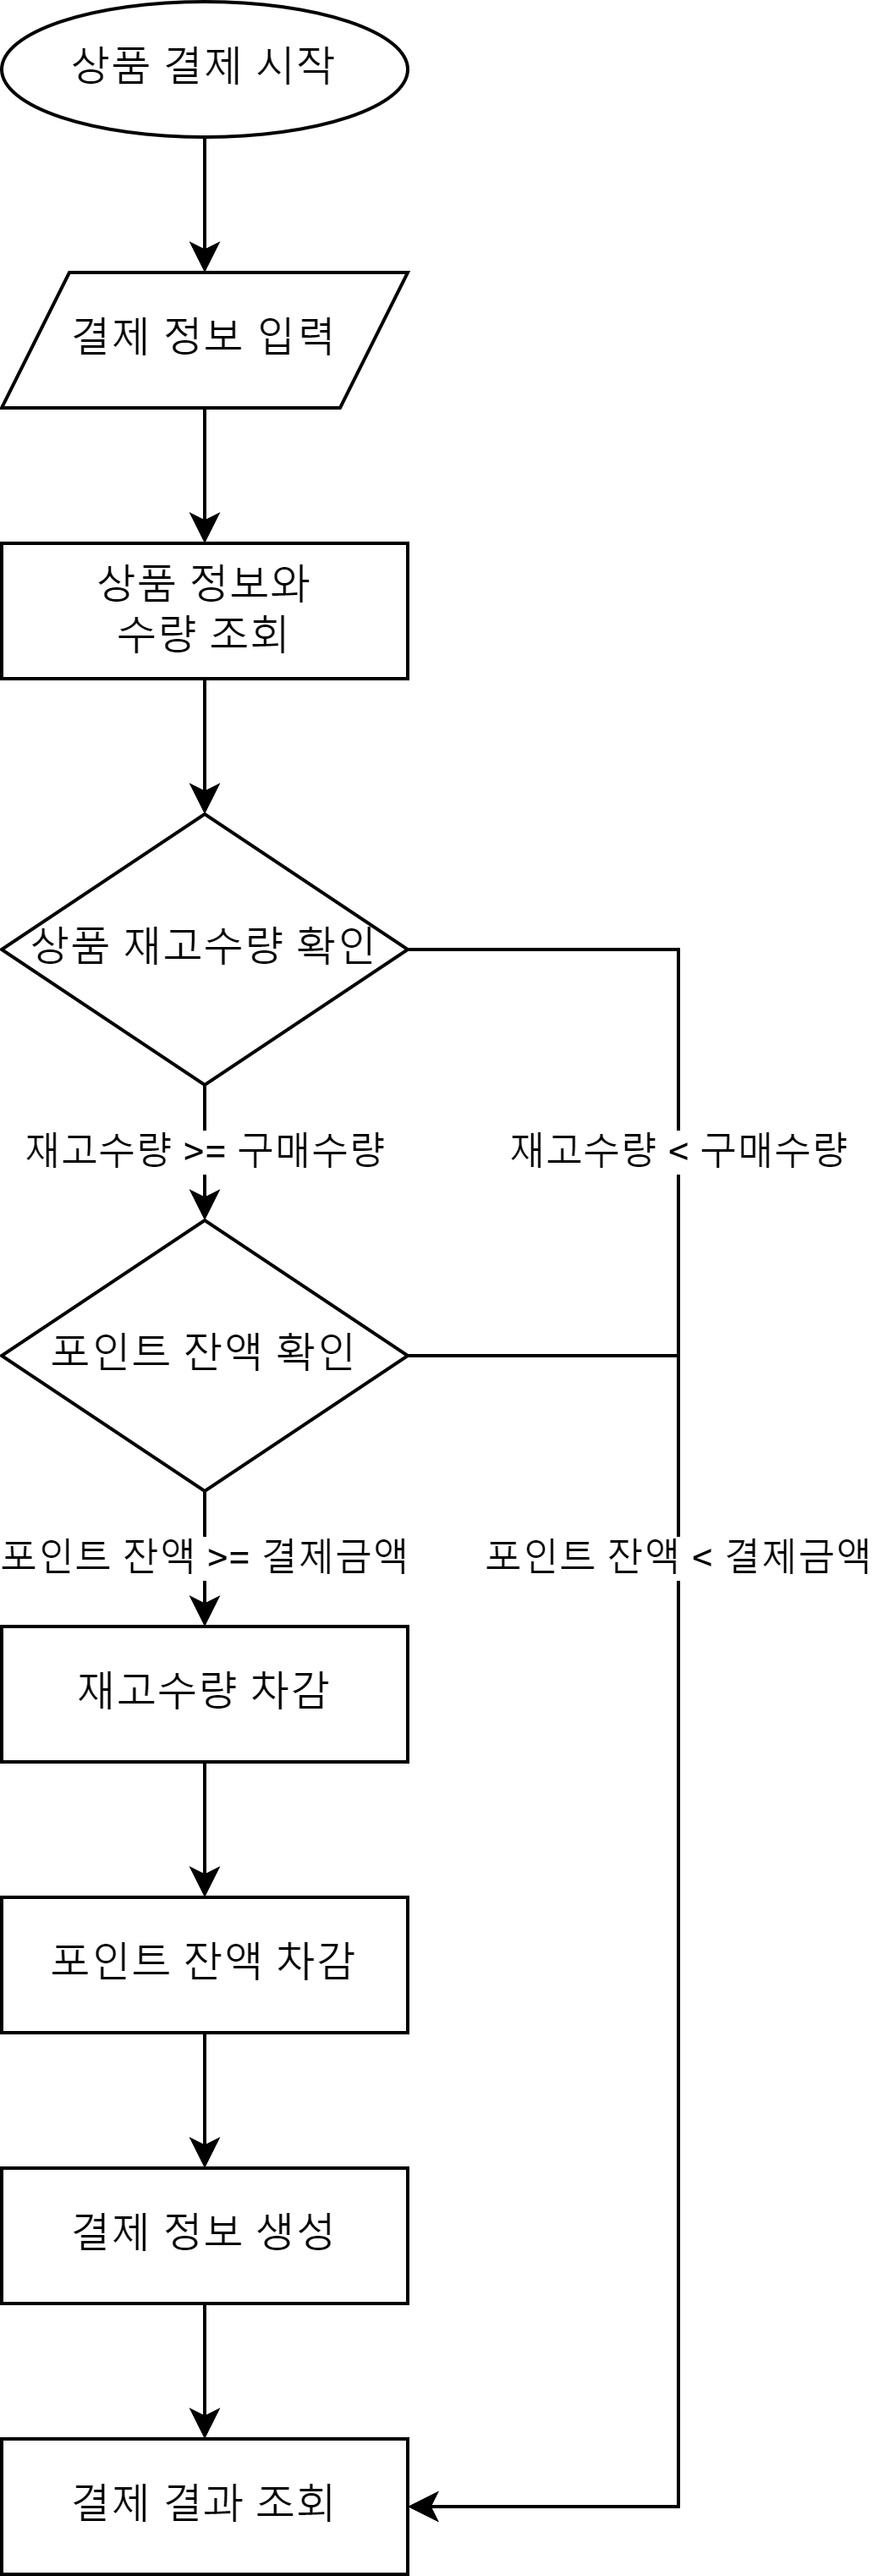 상품 결제 시작
결제 정보 입력
상품 정보와
수량 조회
상품 재고수량 확인
재고수량 >= 구매수량
재고수량 < 구매수량
포인트 잔액 확인
포인트 잔액 >= 결제금액
포인트 잔액 < 결제금액
재고수량 차감
포인트 잔액 차감
결제 정보 생성
결제 결과 조회